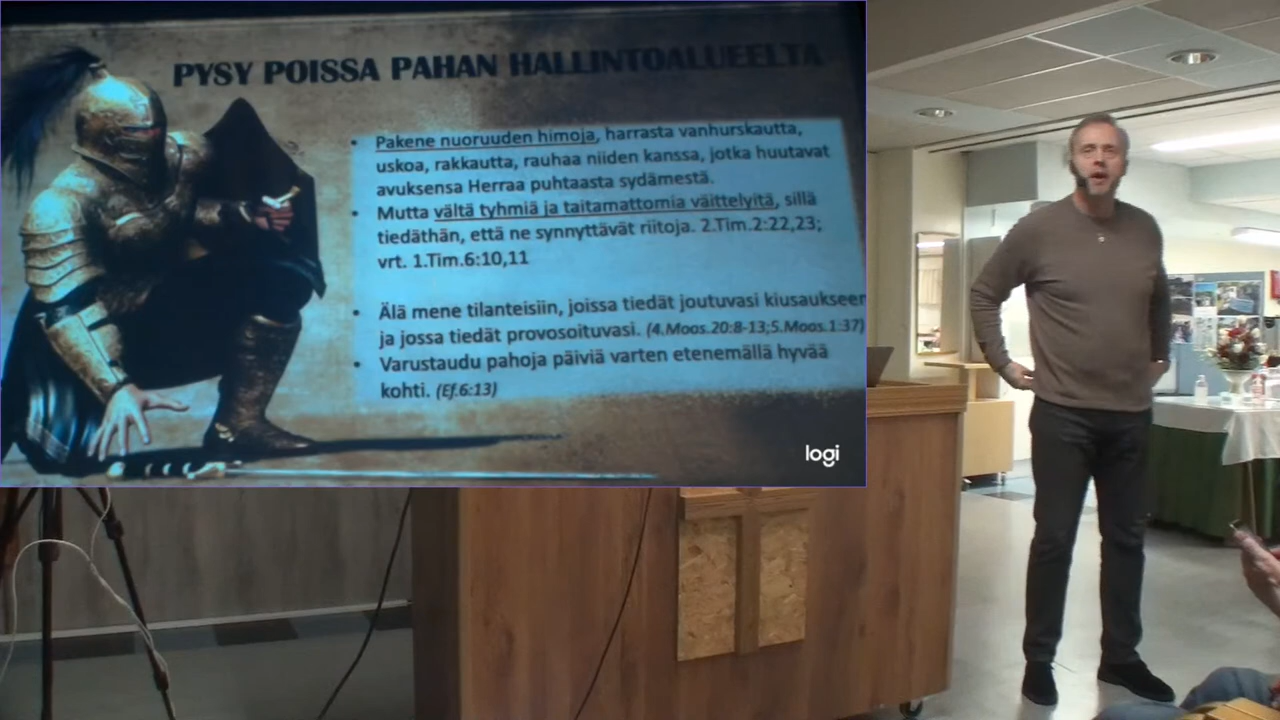 PYSY POISSA PAHAN HALLINTOALUEELTA
• Pakene nuoruuden himoja, harrasta vanhurskautta,
uskoa, rakkautta, rauhaa niiden kanssa, jotka huutavat
avuksensa Herraa puhtaasta sydämestä.
• Mutta vältä tyhmiä ja taitamattomia väittelyitä, sillä
tiedäthän, että ne synnyttävät riitoja. 2.Tim.2:22,23;
vrt. 1.Tim.6:10,11
• Älä mene tilanteisiin, joissa tiedät joutuvasi kiusaukseen
ja jossa tiedät provosoituvasi. (4.Moos.20:8-13;5.Moos.1:37)
• Varustaudu pahoja päiviä varten etenemällä hyvää
kohti. (Ef.6:13)
logi